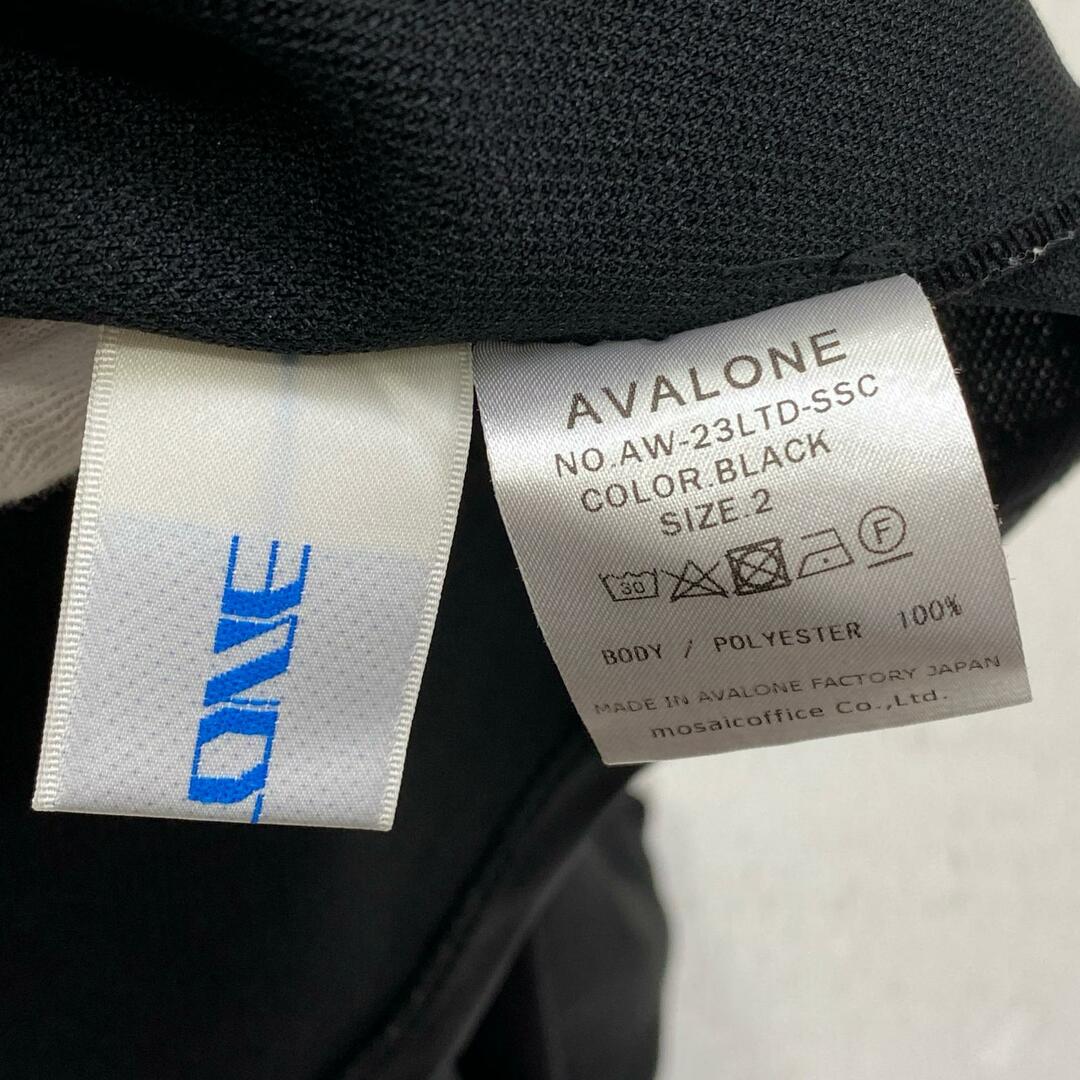 AVALONE
NO.AW-23LTD-SSC
COLOR.BLACK
SIZE.2
30
F
BODY / POLYESTER 100%
MADE IN AVALONE FACTORY JAPAN
mosaicoffice Co.,Ltd.
ONE